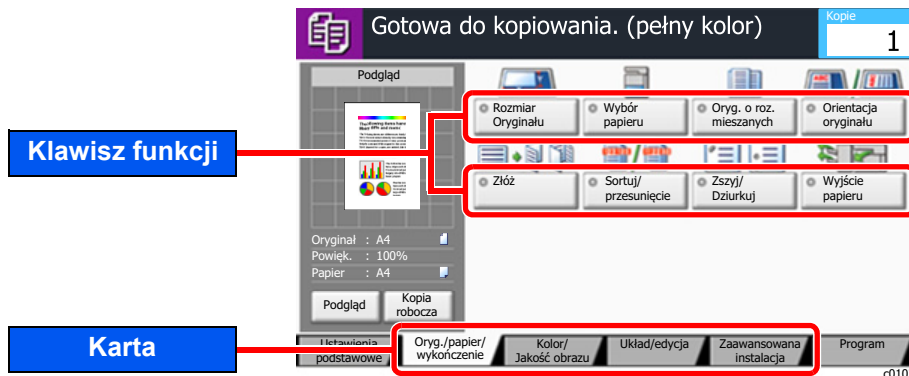 Gotowa do kopiowania. (pełny kolor)
Kopie
1
Podgląd
Klawisz funkcji
Rozmiar
Oryginału
Wybór
papieru
Oryg. o roz.
mieszanych
Orientacja
oryginału
Złóż
Sortuj/
przesunięcie
Zszyj/
Dziurkuj
Wyjście
papieru
Oryginał : A4
Powięk. : 100%
Papier : A4
Podgląd
Kopia
robocza
Karta
Ustawienia
podstawowe
Oryg./papier/
wykończenie
Kolor/
Jakość obrazu
Układ/edycja
Zaawansowana
instalacja
Program
c010